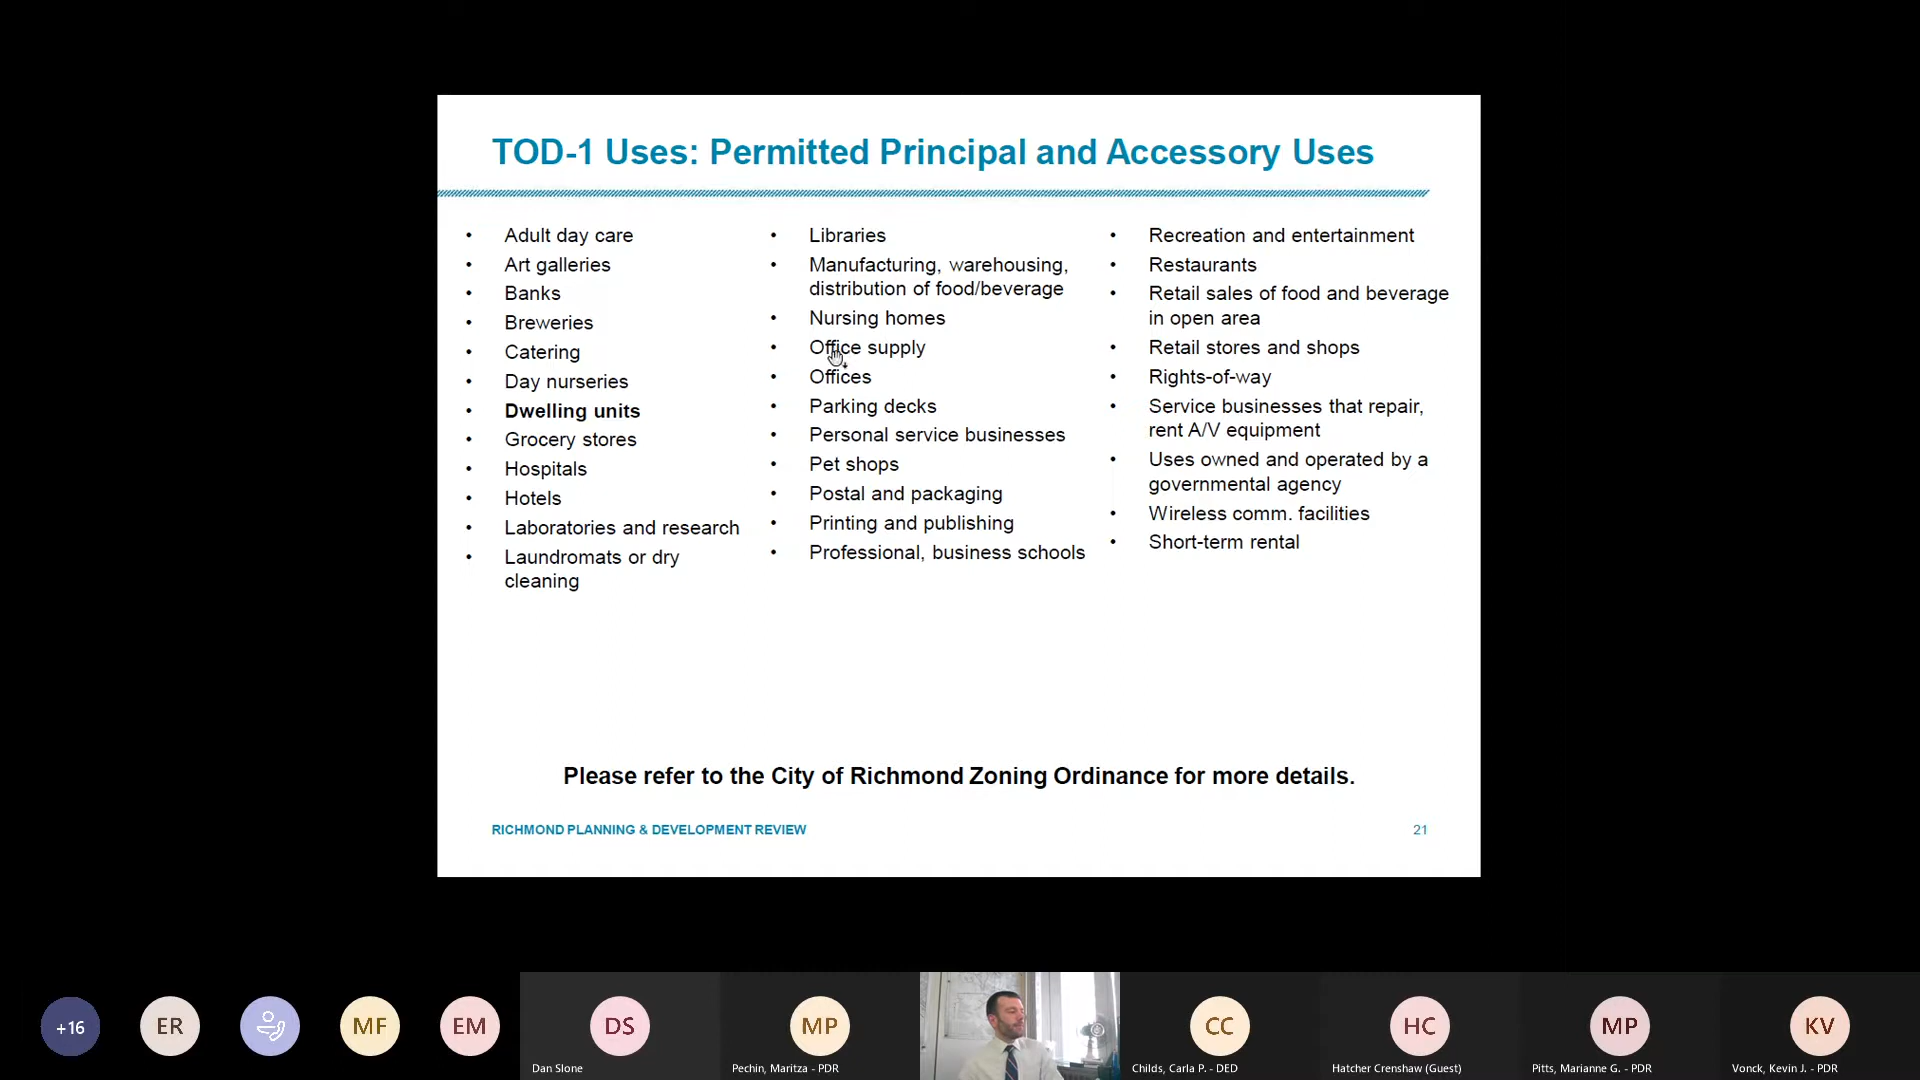 TOD-1 Uses: Permitted Principal and Accessory Uses
• Adult day care
• Art galleries
• Banks
• Breweries
• Catering
• Day nurseries
• Dwelling units
• Grocery stores
• Hospitals
• Hotels
• Laboratories and research
• Laundromats or dry
cleaning
• Libraries
• Manufacturing, warehousing,
distribution of food/beverage
• Nursing homes
• Office supply
• Offices
• Parking decks
• Personal service businesses
• Pet shops
• Postal and packaging
• Printing and publishing
• Professional, business schools
• Recreation and entertainment
• Restaurants
• Retail sales of food and beverage
in open area
• Retail stores and shops
• Rights-of-way
• Service businesses that repair,
rent A/V equipment
• Uses owned and operated by a
governmental agency
• Wireless comm. facilities
• Short-term rental
Please refer to the City of Richmond Zoning Ordinance for more details.
RICHMOND PLANNING & DEVELOPMENT REVIEW
21
+16
ER
MF
EM
DS
Dan Slone
MP
Pechin, Maritza - PDR
CC
Childs, Carla P. - DED
HC
Hatcher Crenshaw (Guest)
MP
Pitts, Marianne G. - PDR
KV
Vonck, Kevin J. - PDR